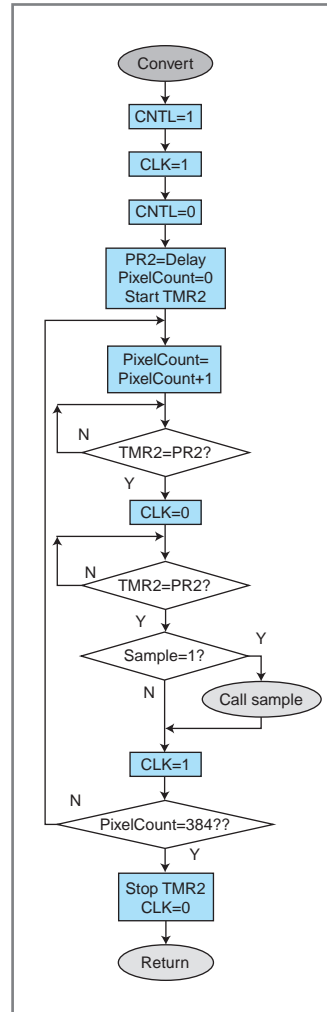 Convert
CNTL=1
CLK=1
CNTL=0
PR2=Delay
PixelCount=0
Start TMR2
PixelCount=
PixelCount+1
N
TMR2=PR2?
Y
CLK=0
N
TMR2=PR2?
Y
Y
Sample=1?
N
Call sample
CLK=1
N
PixelCount=384??
Y
Stop TMR2
CLK=0
Return